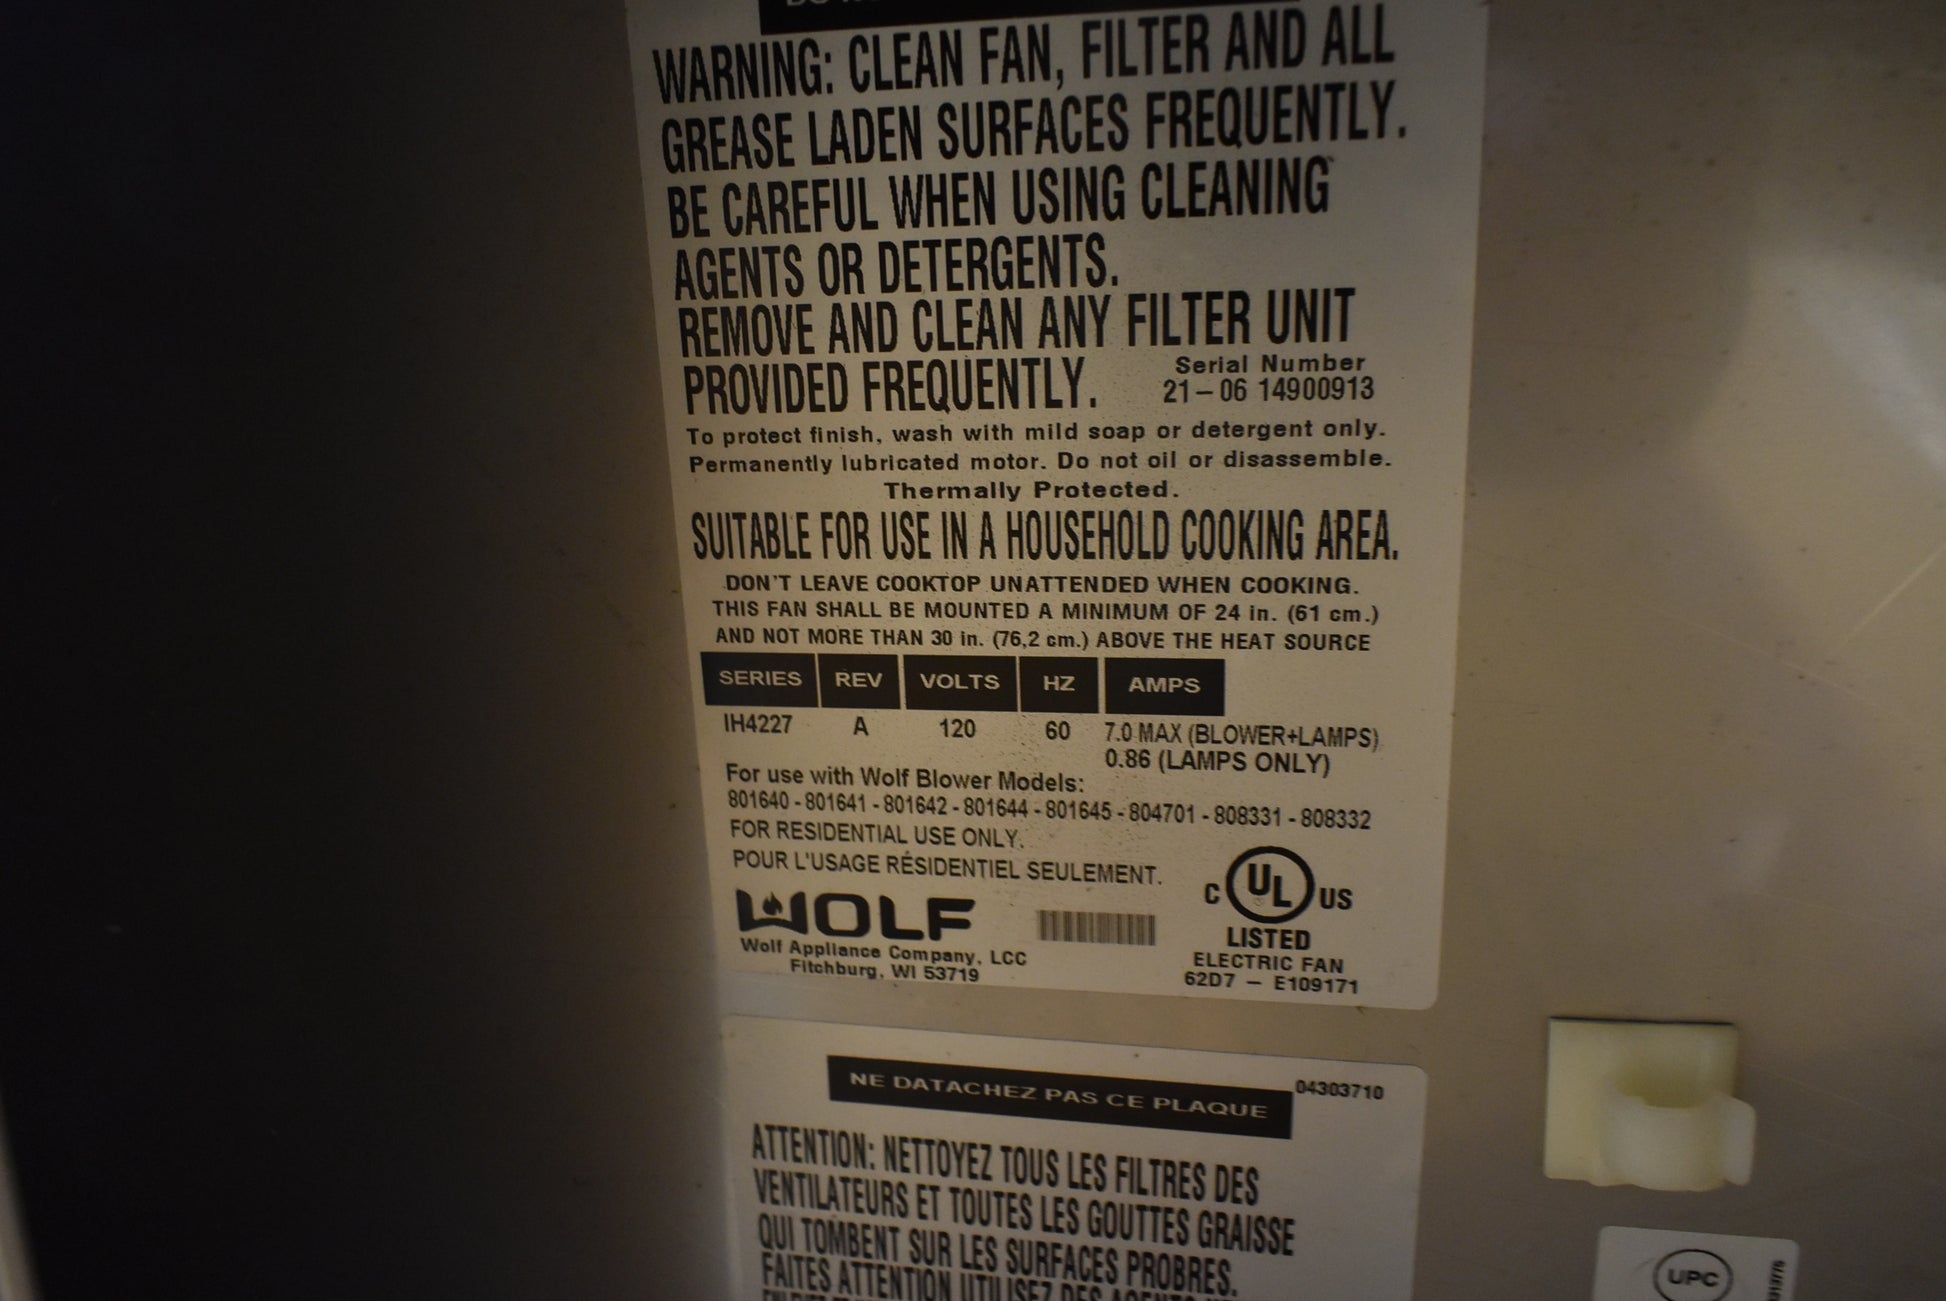 WARNING: CLEAN FAN, FILTER AND ALL
GREASE LADEN SURFACES FREQUENTLY.
BE CAREFUL WHEN USING CLEANING
AGENTS OR DETERGENTS.
REMOVE AND CLEAN ANY FILTER UNIT
PROVIDED FREQUENTLY.
Serial Number
21-06 14900913
To protect finish, wash with mild soap or detergent only.
Permanently lubricated motor. Do not oil or disassemble.
Thermally Protected.
SUITABLE FOR USE IN A HOUSEHOLD COOKING AREA.
DON'T LEAVE COOKTOP UNATTENDED WHEN COOKING.
THIS FAN SHALL BE MOUNTED A MINIMUM OF 24 in. (61 cm.)
AND NOT MORE THAN 30 in. (76,2 cm.) ABOVE THE HEAT SOURCE
SERIES REV VOLTS HZ AMPS
IH4227 A 120 60 7.0 MAX (BLOWER+LAMPS)
0.86 (LAMPS ONLY)
For use with Wolf Blower Models:
801640 - 801641 - 801642 - 801644 - 801645 - 804701 - 808331 - 808332
FOR RESIDENTIAL USE ONLY.
POUR L'USAGE RÉSIDENTIEL SEULEMENT.
WOLF
Wolf Appliance Company, LCC
Fitchburg, WI 53719
C UL US
LISTED
ELECTRIC FAN
62D7 - E109171
NE DATACHEZ PAS CE PLAQUE
04303710
ATTENTION: NETTOYEZ TOUS LES FILTRES DES
VENTILATEURS ET TOUTES LES GOUTTES GRAISSE
QUI TOMBENT SUR LES SURFACES PROBRES.
FAITES ATTENTION UTILISEZ DES
UPC